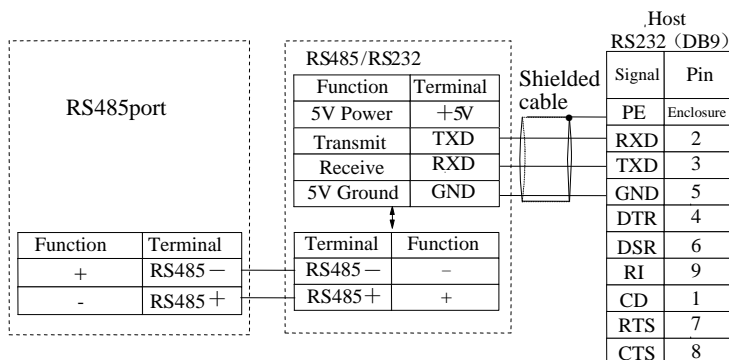 Host
RS232（DB9）
RS485/RS232
RS485port
Shielded
cable
Function Terminal
5V Power +5V
Transmit TXD
Receive RXD
5V Ground GND
Signal Pin
PE Enclosure
RXD 2
TXD 3
GND 5
DTR 4
DSR 6
RI 9
CD 1
RTS 7
CTS 8
Function Terminal
+ RS485－
- RS485＋
Terminal Function
RS485－ －
RS485＋ +